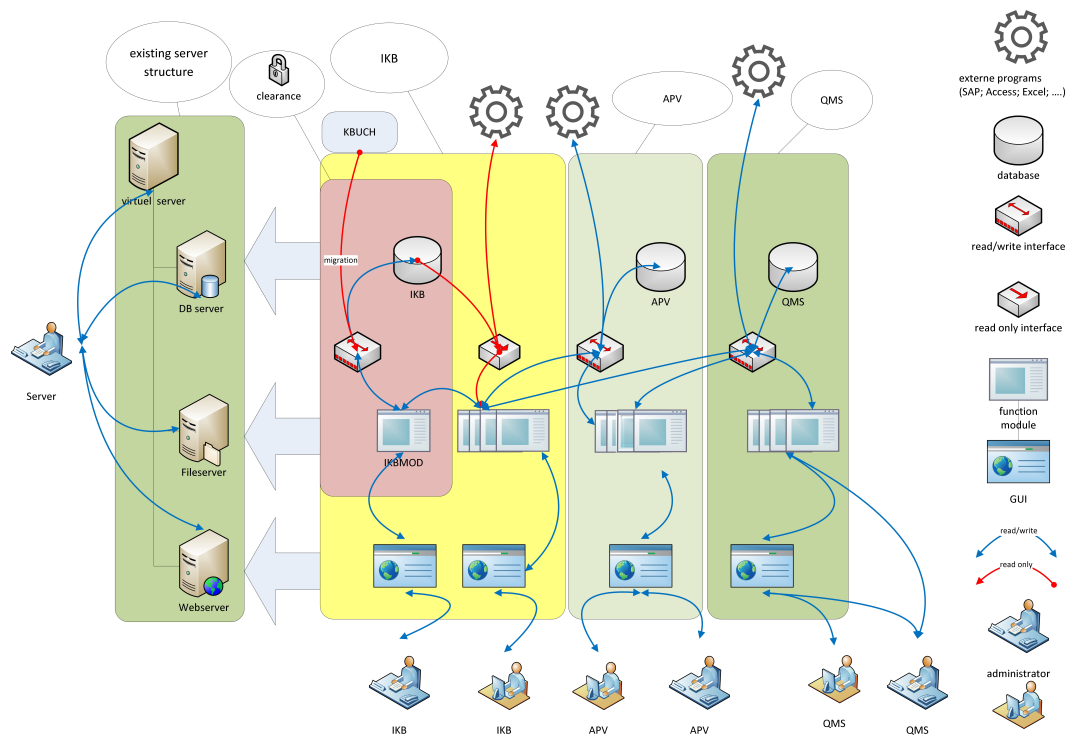 existing server
structure
clearance
IKB
APV
QMS
externe programs
(SAP; Access; Excel; ....)
KBUCH
database
virtuel server
read/write interface
migration
IKB
APV
QMS
DB server
read only interface
Server
function
module
IKBMOD
Fileserver
GUI
read/write
read only
Webserver
administrator
IKB
IKB
APV
APV
QMS
QMS